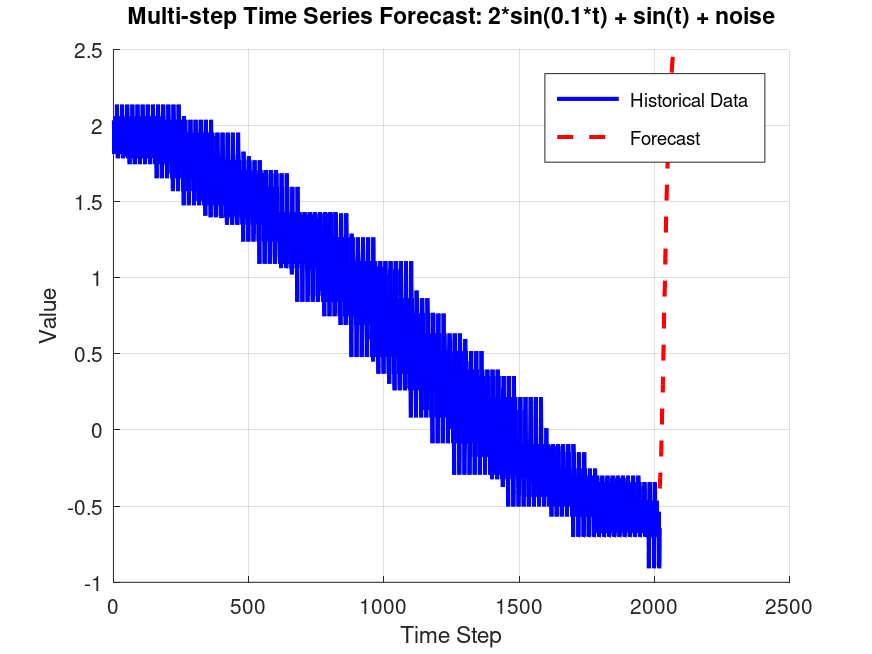 Multi-step Time Series Forecast: 2*sin(0.1*t) + sin(t) + noise
2.5
2
1.5
1
0.5
0
-0.5
-1
Value
Historical Data
Forecast
0 500 1000 1500 2000 2500
Time Step